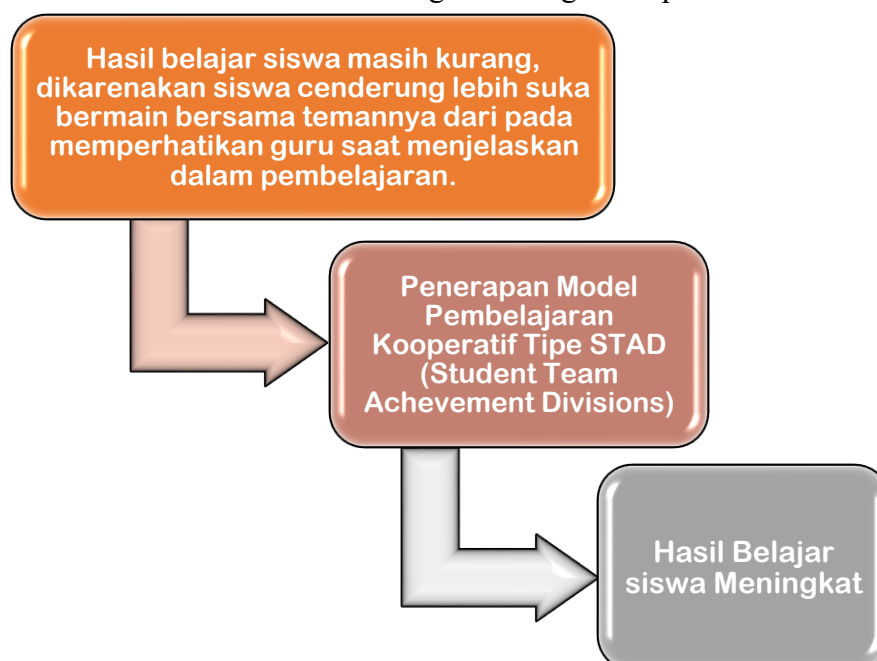 Hasil belajar siswa masih kurang,
dikarenakan siswa cenderung lebih suka
bermain bersama temannya dari pada
memperhatikan guru saat menjelaskan
dalam pembelajaran.
Penerapan Model
Pembelajaran
Kooperatif Tipe STAD
(Student Team
Achevement Divisions)
Hasil Belajar
siswa Meningkat